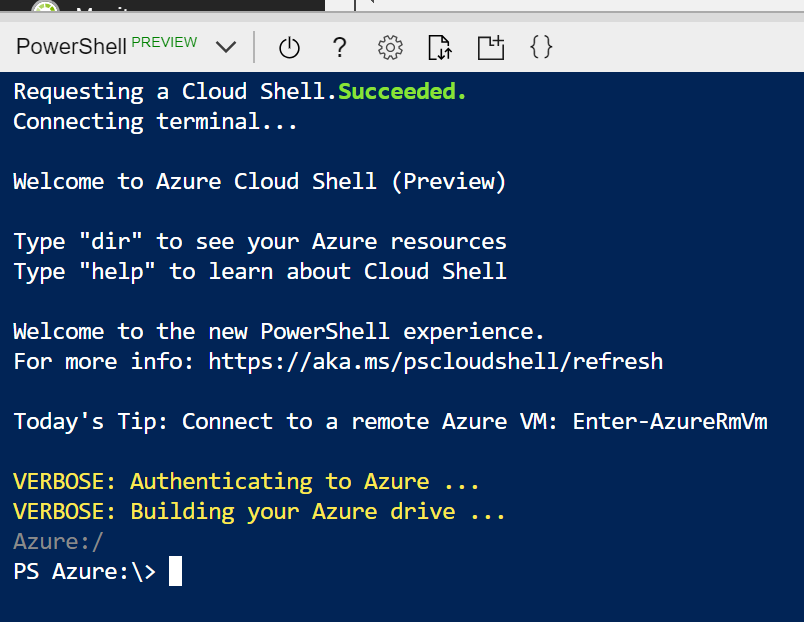 PowerShell PREVIEW
Requesting a Cloud Shell.Succeeded.
Connecting terminal...
Welcome to Azure Cloud Shell (Preview)
Type "dir" to see your Azure resources
Type "help" to learn about Cloud Shell
Welcome to the new PowerShell experience.
For more info: https://aka.ms/pscloudshell/refresh
Today's Tip: Connect to a remote Azure VM: Enter-AzureRmVm
VERBOSE: Authenticating to Azure ...
VERBOSE: Building your Azure drive ...
Azure:/
PS Azure:\>